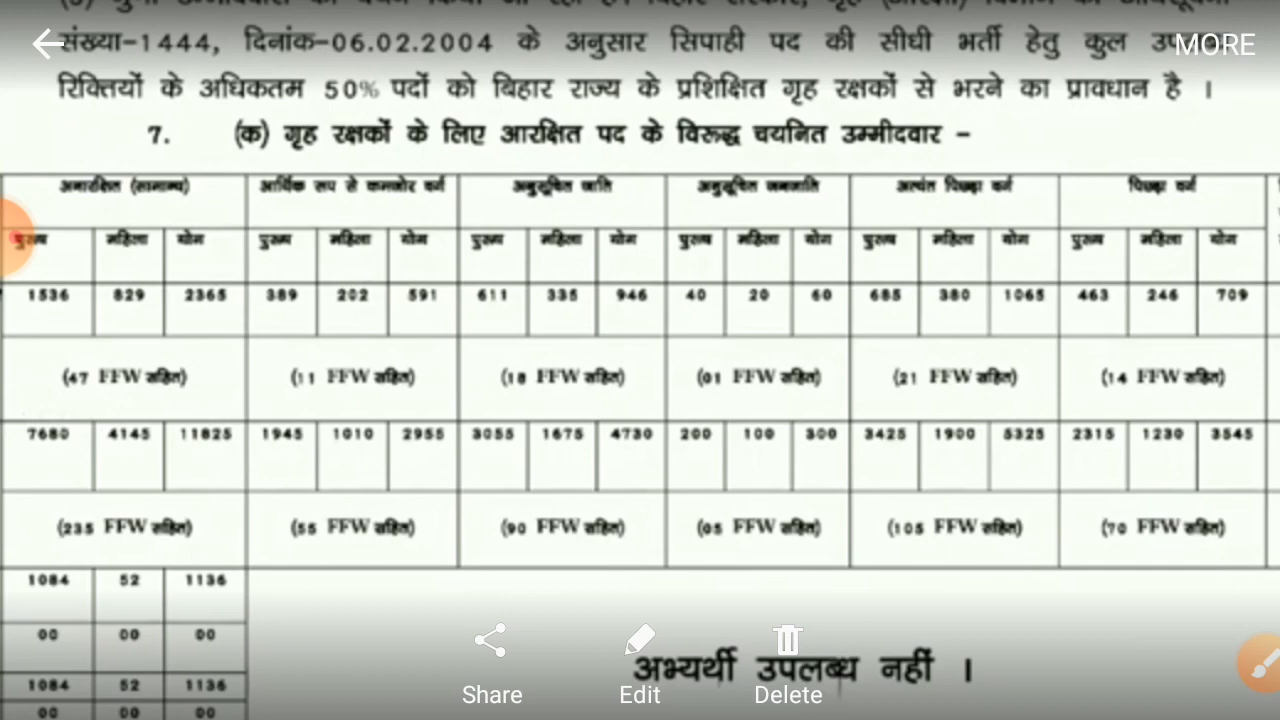 संख्या-1444, दिनांक-06.02.2004 के अनुसार सिपाही पद की सीधी भर्ती हेतु कुल
MORE
रिक्तियों के अधिकतम 50% पदों को बिहार राज्य के प्रशिक्षित गृह रक्षकों से भरने का प्रावधान है ।
7. (क) गृह रक्षकों के लिए आरक्षित पद के विरूद्ध चयनित उम्मीदवार –
अनारक्षित (सामान्य) आर्थिक रूप से कमजोर वर्ग अनुसूचित जाति अनुसूचित जनजाति अत्यंत पिछड़ा वर्ग पिछड़ा वर्ग
पुरूष महिला योग पुरूष महिला योग पुरूष महिला योग पुरूष महिला योग पुरूष महिला योग पुरूष महिला योग
1536 829 2365 389 202 591 611 335 946 40 20 60 685 380 1065 463 246 709
(47 FFW सहित) (11 FFW सहित) (18 FFW सहित) (01 FFW सहित) (21 FFW सहित) (14 FFW सहित)
7680 4145 11825 1945 1010 2955 3055 1675 4730 200 100 300 3425 1900 5325 2315 1230 3545
(235 FFW सहित) (55 FFW सहित) (90 FFW सहित) (05 FFW सहित) (105 FFW सहित) (70 FFW सहित)
1084 52 1136
00 00 00
अभ्यर्थी उपलब्ध नहीं ।
1084 52 1136
Share Edit Delete
00 00 00